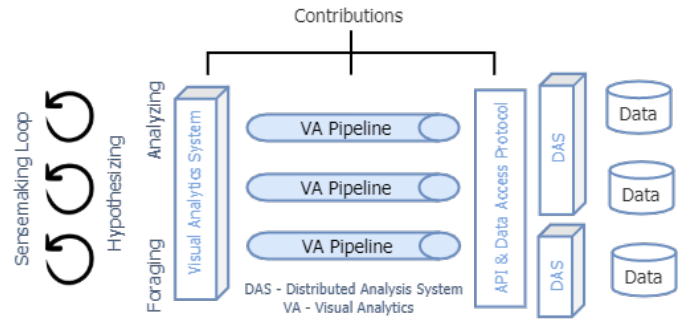 Contributions
Sensemaking Loop
Hypothesizing
Analyzing
Foraging
Visual Analytics System
VA Pipeline
VA Pipeline
VA Pipeline
DAS - Distributed Analysis System
VA - Visual Analytics
API & Data Access Protocol
DAS
DAS
Data
Data
Data